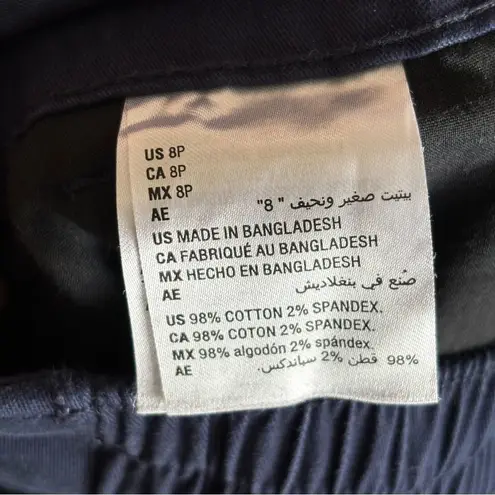 US 8P
CA 8P
MX 8P
AE بيتيت صغير ونحيف "8"
US MADE IN BANGLADESH
CA FABRIQUÉ AU BANGLADESH
MX HECHO EN BANGLADESH
AE صُنع في بنغلاديش
US 98% COTTON 2% SPANDEX.
CA 98% COTON 2% SPANDEX.
MX 98% algodón 2% spándex.
AE 98% قطن 2% سباندكس.